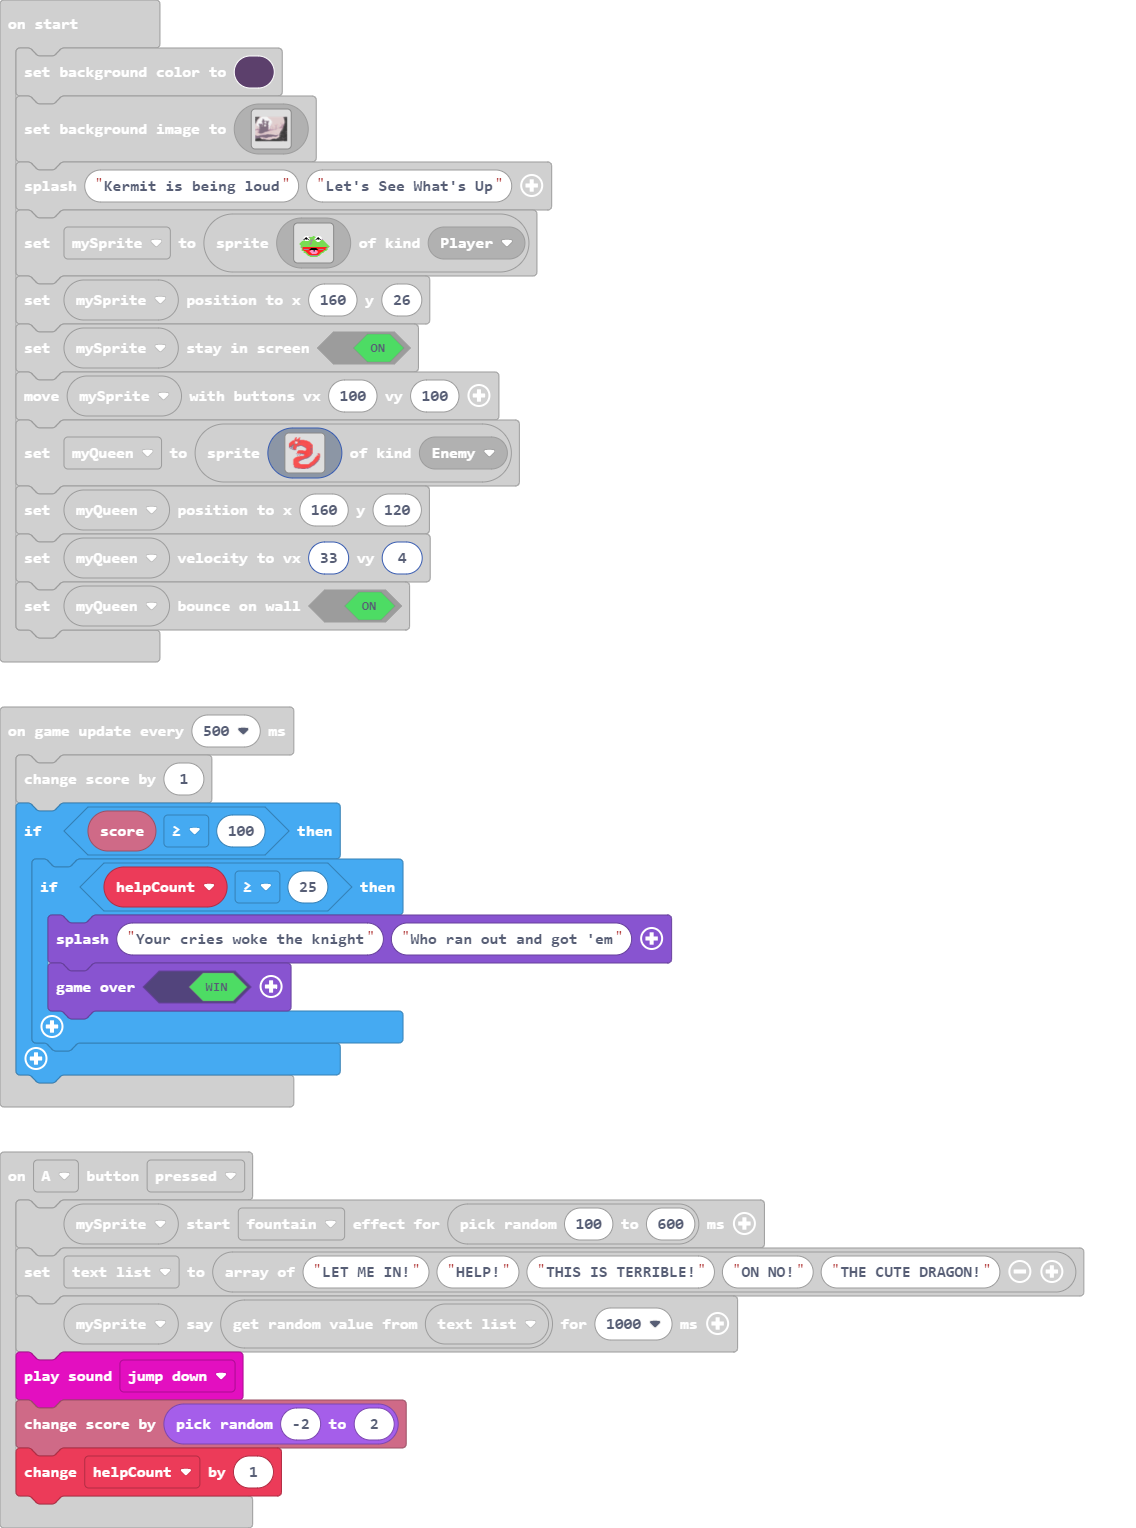 on start
set background color to
set background image to
splash "Kermit is being loud" "Let's See What's Up"
set mySprite to sprite of kind Player
set mySprite position to x 160 y 26
set mySprite stay in screen ON
move mySprite with buttons vx 100 vy 100
set myQueen to sprite of kind Enemy
set myQueen position to x 160 y 120
set myQueen velocity to vx 33 vy 4
set myQueen bounce on wall ON
on game update every 500 ms
change score by 1
if score ≥ 100 then
if helpCount ≥ 25 then
splash "Your cries woke the knight" "Who ran out and got 'em"
game over WIN
on A button pressed
mySprite start fountain effect for pick random 100 to 600 ms
set text list to array of "LET ME IN!" "HELP!" "THIS IS TERRIBLE!" "ON NO!" "THE CUTE DRAGON!"
mySprite say get random value from text list for 1000 ms
play sound jump down
change score by pick random -2 to 2
change helpCount by 1